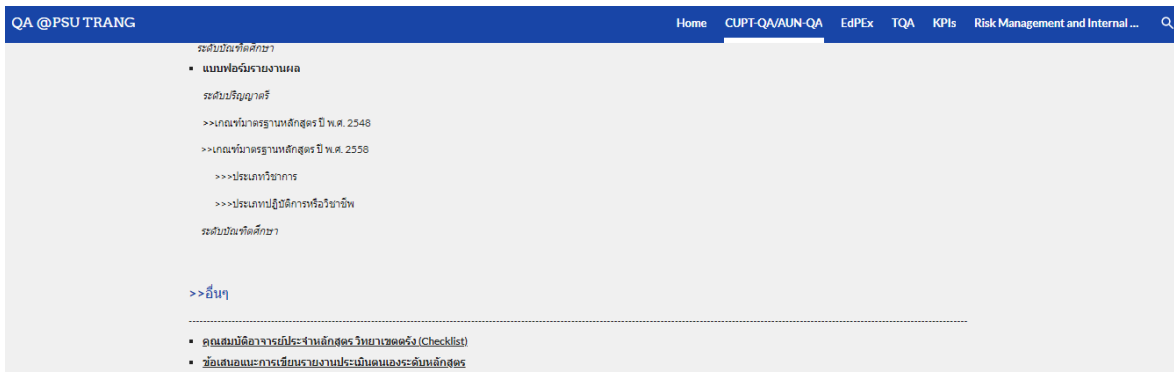 QA @PSU TRANG Home CUPT-QA/AUN-QA EdPEx TQA KPIs Risk Management and Internal ...
ระดับบัณฑิตศึกษา
▪ แบบฟอร์มรายงานผล
ระดับปริญญาตรี
>>เกณฑ์มาตรฐานหลักสูตร ปี พ.ศ. 2548
>>เกณฑ์มาตรฐานหลักสูตร ปี พ.ศ. 2558
>>>ประเภทวิชาการ
>>>ประเภทปฏิบัติการหรือวิชาชีพ
ระดับบัณฑิตศึกษา
>>อื่นๆ
▪ คุณสมบัติอาจารย์ประจำหลักสูตร วิทยาเขตตรัง (Checklist)
▪ ข้อเสนอแนะการเขียนรายงานประเมินตนเองระดับหลักสูตร